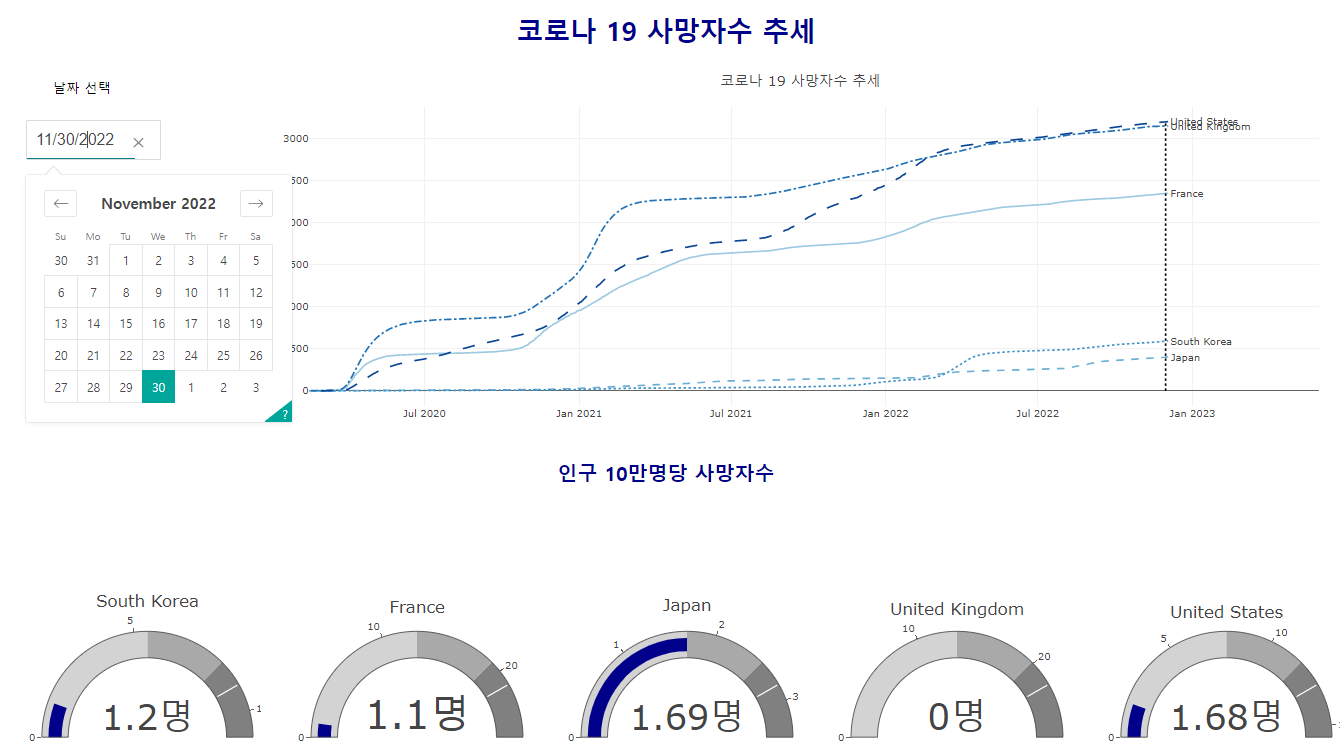 코로나 19 사망자수 추세
날짜 선택
11/30/2022 ×
← November 2022 →
Su Mo Tu We Th Fr Sa
30 31 1 2 3 4 5
6 7 8 9 10 11 12
13 14 15 16 17 18 19
20 21 22 23 24 25 26
27 28 29 30 1 2 3
?
코로나 19 사망자수 추세
3000
500
000
500
000
500
0
United States
United Kingdom
France
South Korea
Japan
Jul 2020 Jan 2021 Jul 2021 Jan 2022 Jul 2022 Jan 2023
인구 10만명당 사망자수
South Korea
0 5 1
1.2명
France
0 10 20
1.1명
Japan
0 1 2 3
1.69명
United Kingdom
0 10 20
0명
United States
0 5 10
1.68명